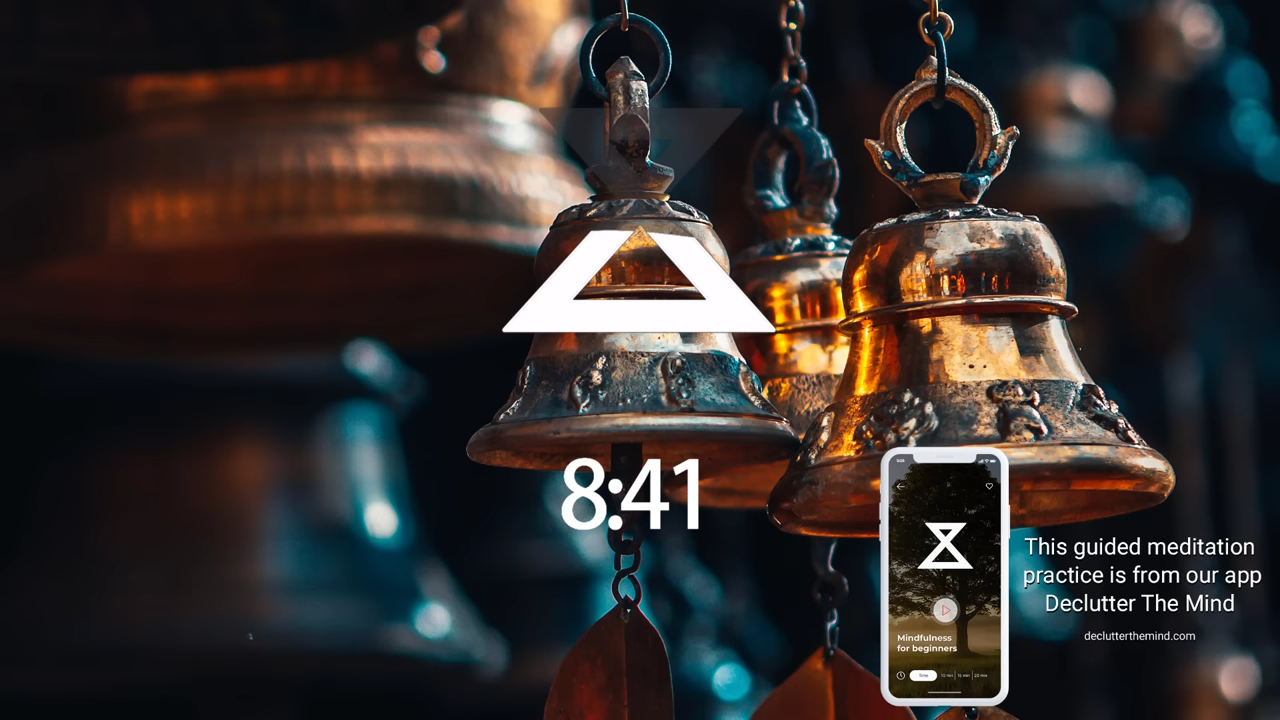 8:41
This guided meditation
practice is from our app
Declutter The Mind
declutterthemind.com
Mindfulness
for beginners